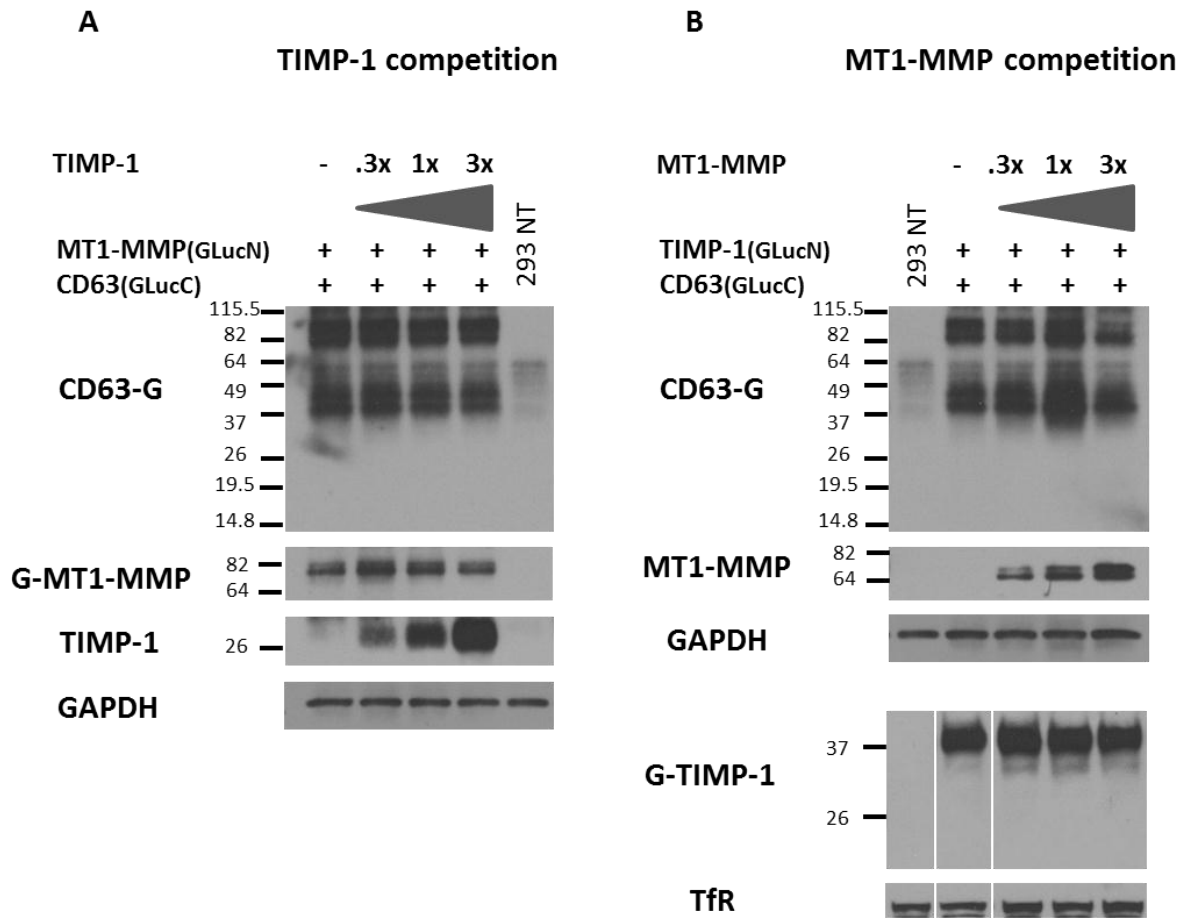 A
TIMP-1 competition
TIMP-1 - .3x 1x 3x
293 NT
MT1-MMP(GLucN) + + + +
CD63(GLucC) + + + +
115.5
82
64
CD63-G
49
37
26
19.5
14.8
G-MT1-MMP
82
64
TIMP-1
26
GAPDH
B
MT1-MMP competition
MT1-MMP - .3x 1x 3x
293 NT
TIMP-1(GLucN) + + + +
CD63(GLucC) + + + +
115.5
82
64
CD63-G
49
37
26
19.5
14.8
MT1-MMP
82
64
GAPDH
37
G-TIMP-1
26
TfR